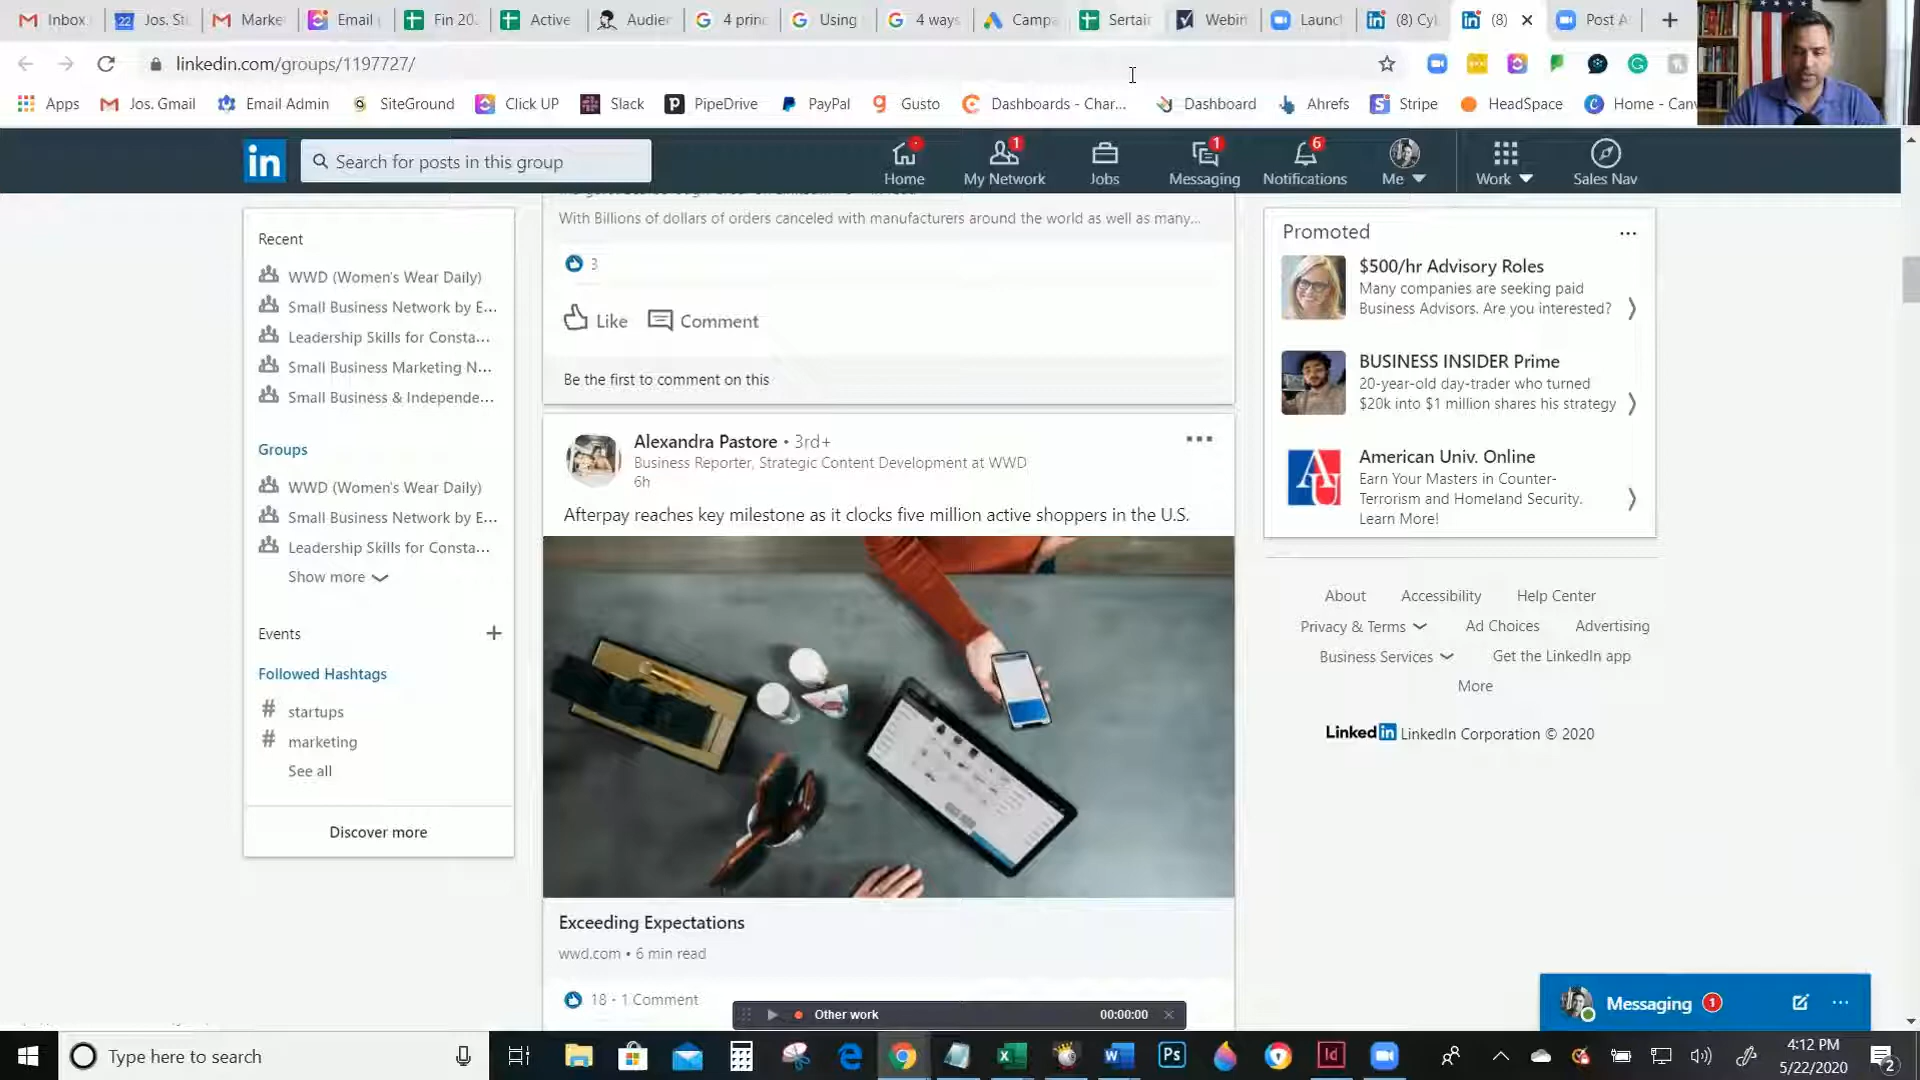 Inbox
22 Jos. St
Marke
Email
Fin 20
Active
Audier
4 princ
Using
4 ways
Campa
Sertair
Webin
Launc
(8) Cyl
(8)
Post A
linkedin.com/groups/1197727/
Apps
Jos. Gmail
Email Admin
SiteGround
Click UP
Slack
PipeDrive
PayPal
Gusto
Dashboards - Char...
Dashboard
Ahrefs
Stripe
HeadSpace
Home - Can
in
Search for posts in this group
Home
1
My Network
Jobs
1
Messaging
6
Notifications
Me
Work
Sales Nav
Recent
WWD (Women's Wear Daily)
Small Business Network by E...
Leadership Skills for Consta...
Small Business Marketing N...
Small Business & Independe...
Groups
WWD (Women's Wear Daily)
Small Business Network by E...
Leadership Skills for Consta...
Show more
Events +
Followed Hashtags
# startups
# marketing
See all
Discover more
With Billions of dollars of orders canceled with manufacturers around the world as well as many...
3
Like Comment
Be the first to comment on this
Alexandra Pastore • 3rd+
Business Reporter, Strategic Content Development at WWD
6h
Afterpay reaches key milestone as it clocks five million active shoppers in the U.S.
Exceeding Expectations
wwd.com • 6 min read
18 · 1 Comment
Promoted
$500/hr Advisory Roles
Many companies are seeking paid
Business Advisors. Are you interested?
BUSINESS INSIDER Prime
20-year-old day-trader who turned
$20k into $1 million shares his strategy
AU
American Univ. Online
Earn Your Masters in Counter-
Terrorism and Homeland Security.
Learn More!
About Accessibility Help Center
Privacy & Terms Ad Choices Advertising
Business Services Get the LinkedIn app
More
LinkedIn LinkedIn Corporation © 2020
Other work 00:00:00
Messaging 1
Type here to search
Ps
Id
4:12 PM
5/22/2020
2